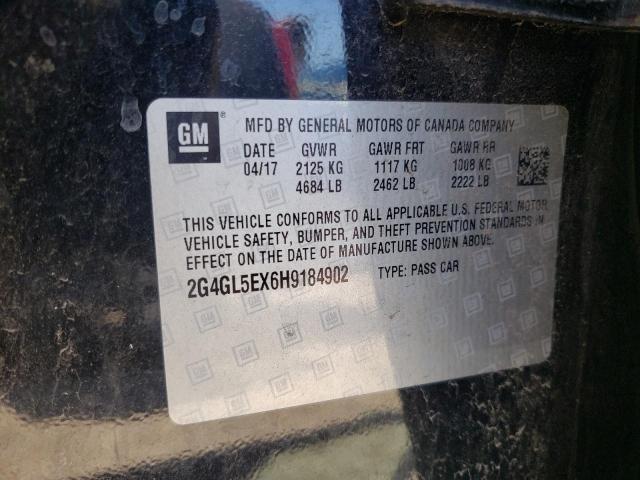 GM ® MFD BY GENERAL MOTORS OF CANADA COMPANY
DATE GVWR GAWR FRT GAWR RR
04/17 2125 KG 1117 KG 1008 KG
4684 LB 2462 LB 2222 LB
THIS VEHICLE CONFORMS TO ALL APPLICABLE U.S. FEDERAL MOTOR
VEHICLE SAFETY, BUMPER, AND THEFT PREVENTION STANDARDS IN
EFFECT ON THE DATE OF MANUFACTURE SHOWN ABOVE.
2G4GL5EX6H9184902 TYPE: PASS CAR